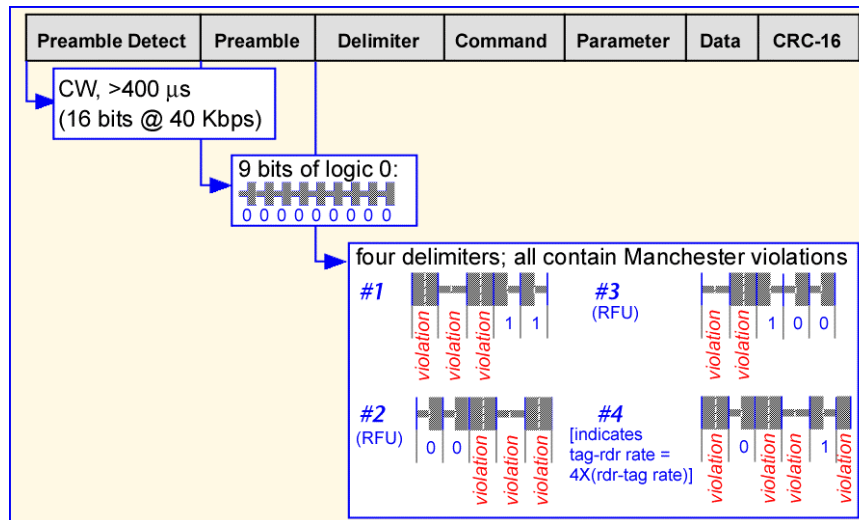 Preamble Detect Preamble Delimiter Command Parameter Data CRC-16
CW, >400 μs
(16 bits @ 40 Kbps)
9 bits of logic 0:
0 0 0 0 0 0 0 0 0
four delimiters; all contain Manchester violations
#1
violation violation violation 1 1
#3
(RFU)
violation violation 1 0 0
#2
(RFU)
0 0 violation violation violation
#4
[indicates
tag-rdr rate =
4X(rdr-tag rate)]
violation 0 violation violation 1 violation